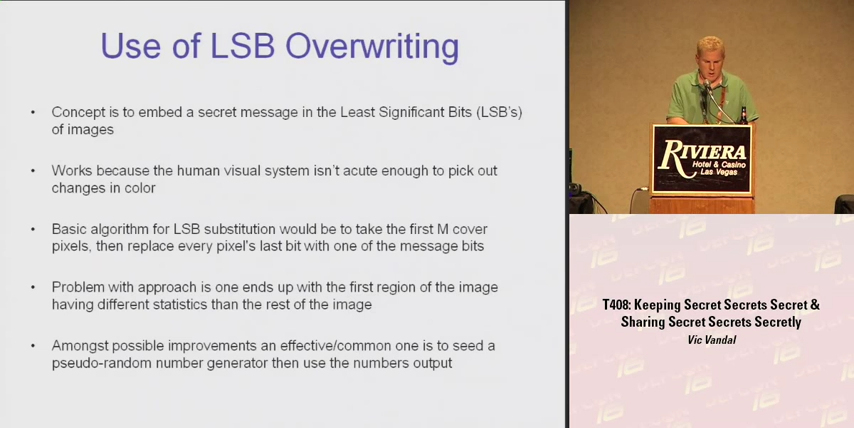 Use of LSB Overwriting
• Concept is to embed a secret message in the Least Significant Bits (LSB's)
of images
• Works because the human visual system isn't acute enough to pick out
changes in color
• Basic algorithm for LSB substitution would be to take the first M cover
pixels, then replace every pixel's last bit with one of the message bits
• Problem with approach is one ends up with the first region of the image
having different statistics than the rest of the image
• Amongst possible improvements an effective/common one is to seed a
pseudo-random number generator then use the numbers output
RIVIERA
Hotel & Casino
Las Vegas
T408: Keeping Secret Secrets Secret &
Sharing Secret Secrets Secretly
Vic Vandal